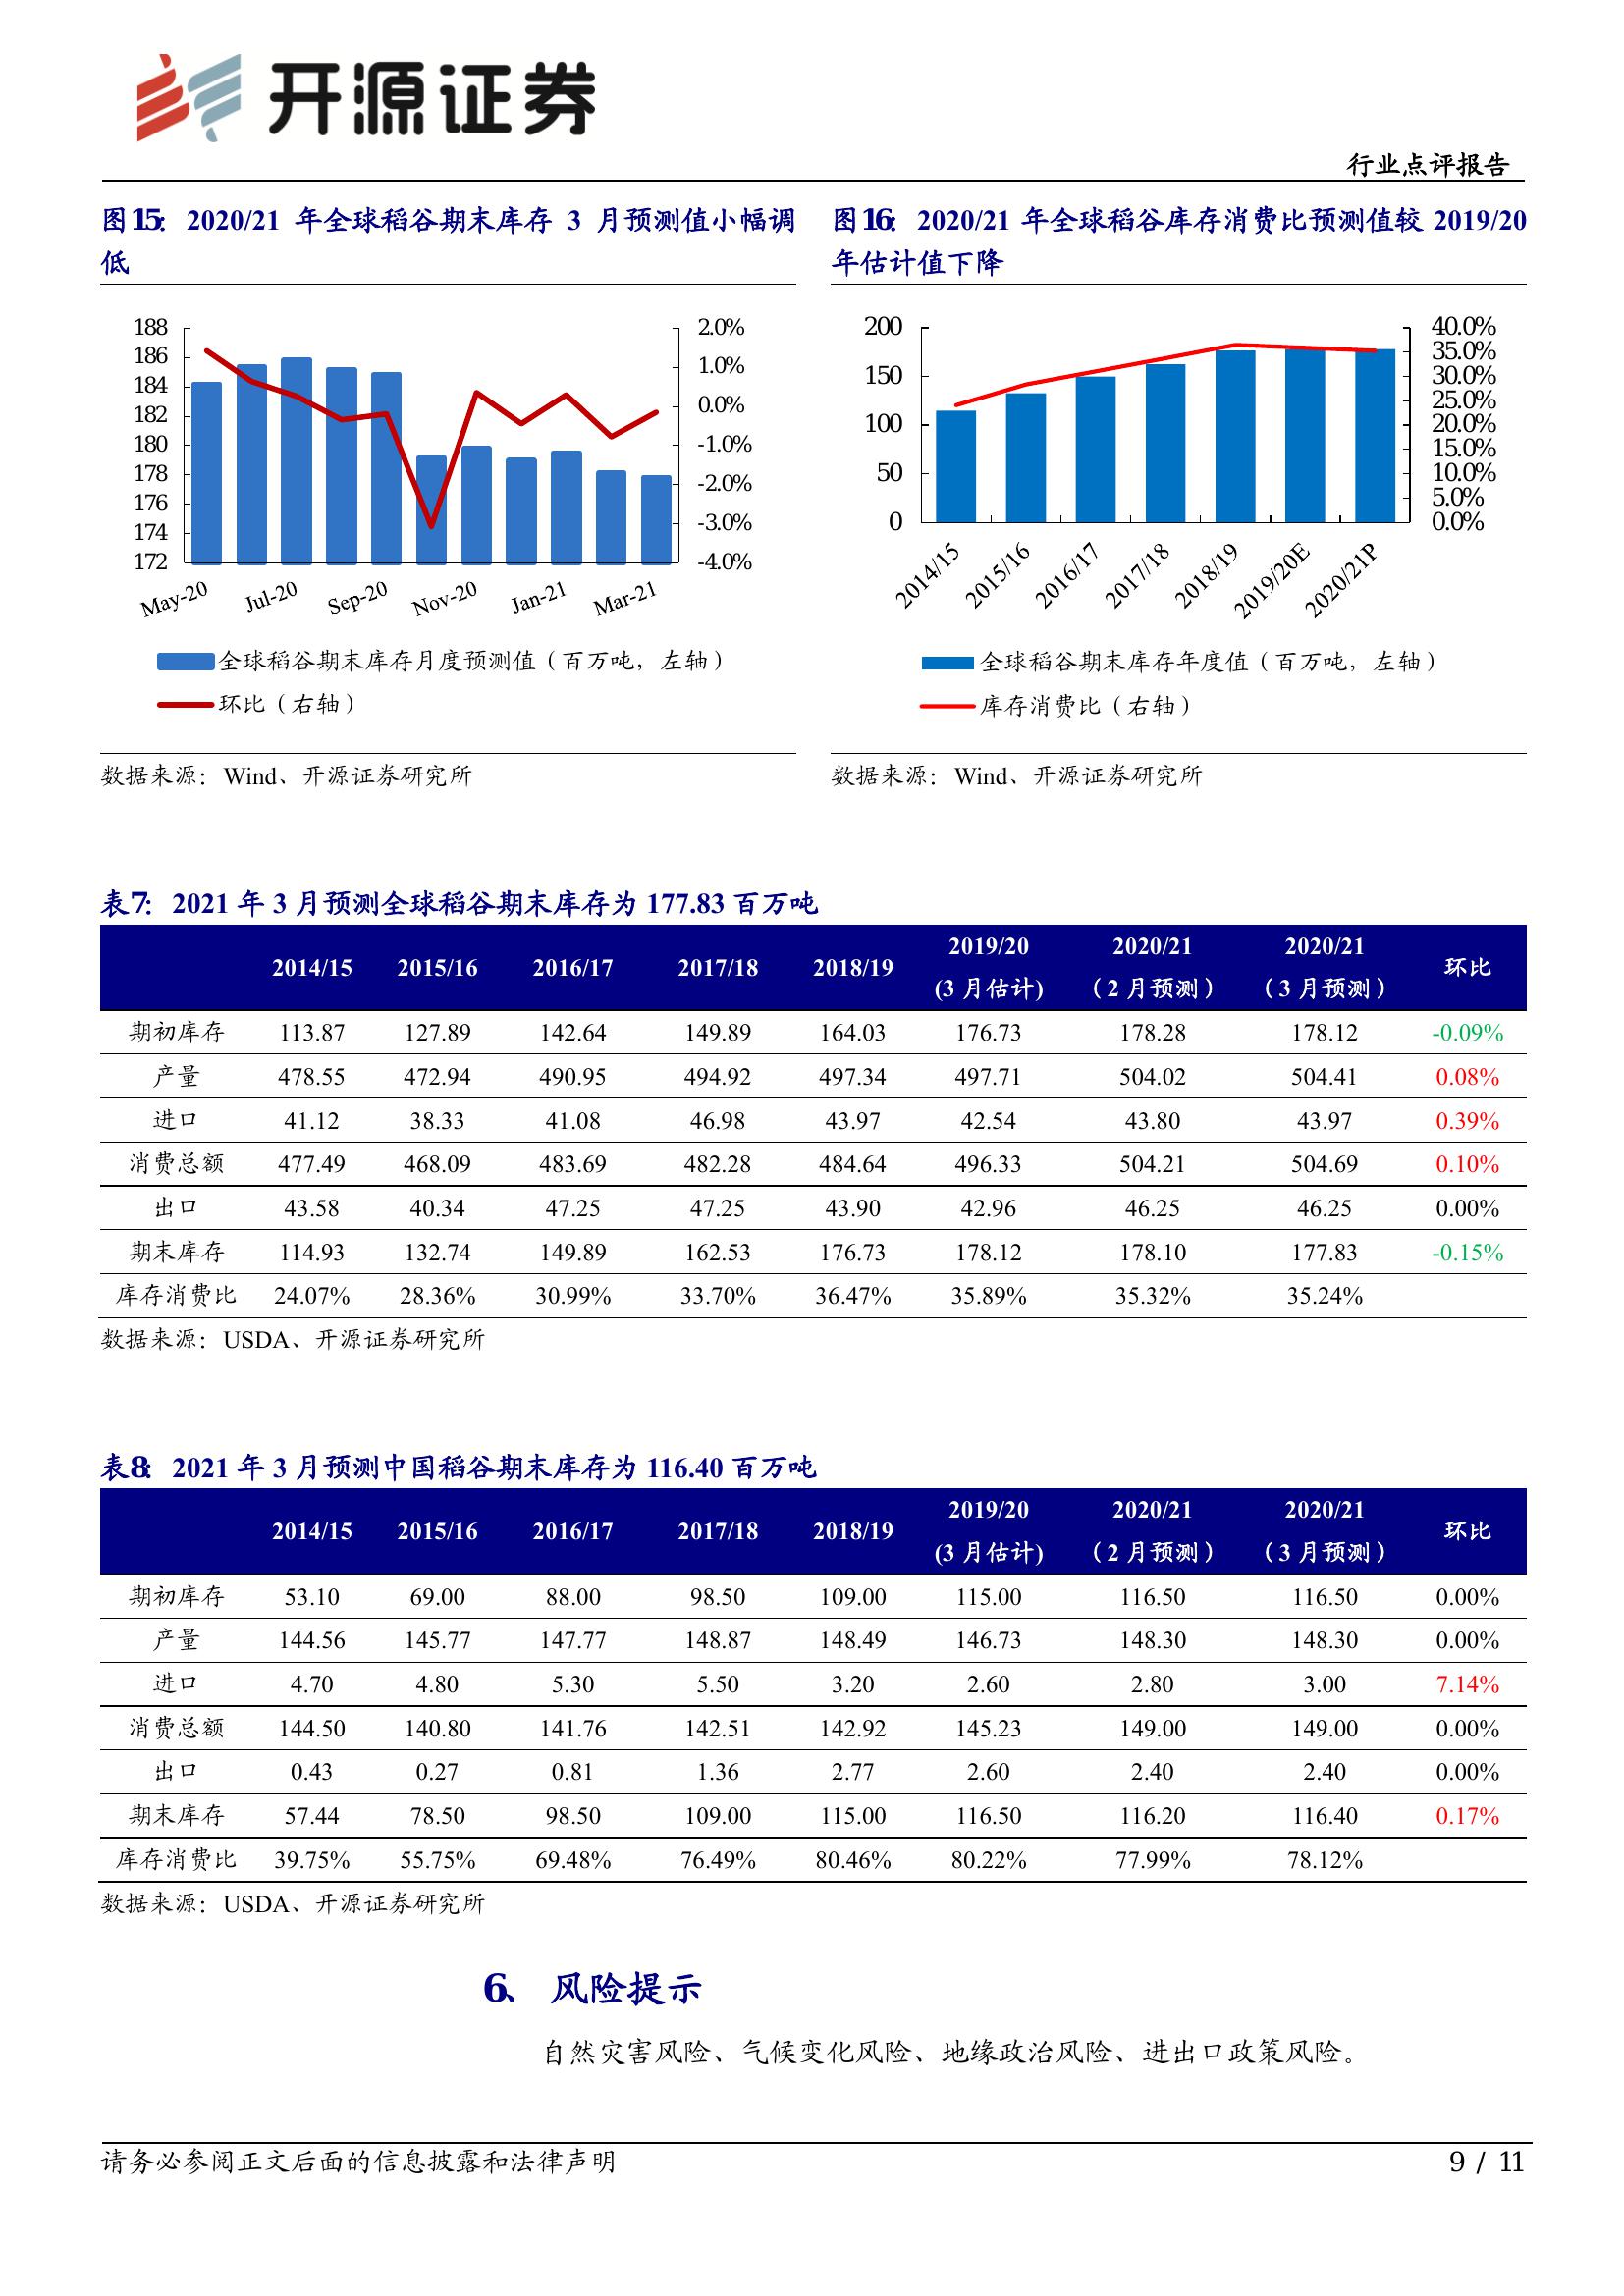 开源证券
行业点评报告
图15： 2020/21 年全球稻谷期末库存 3 月预测值小幅调
低
188
186
184
182
180
178
176
174
172
2.0%
1.0%
0.0%
-1.0%
-2.0%
-3.0%
-4.0%
May-20 Jul-20 Sep-20 Nov-20 Jan-21 Mar-21
全球稻谷期末库存月度预测值（百万吨，左轴）
环比（右轴）
数据来源：Wind、开源证券研究所
图16： 2020/21 年全球稻谷库存消费比预测值较 2019/20
年估计值下降
200
150
100
50
0
40.0%
35.0%
30.0%
25.0%
20.0%
15.0%
10.0%
5.0%
0.0%
2014/15 2015/16 2016/17 2017/18 2018/19 2019/20E 2020/21P
全球稻谷期末库存年度值（百万吨，左轴）
库存消费比（右轴）
数据来源：Wind、开源证券研究所
表7： 2021 年 3 月预测全球稻谷期末库存为 177.83 百万吨
2014/15 2015/16 2016/17 2017/18 2018/19 2019/20 2020/21 2020/21 环比
(3 月估计) （2 月预测） （3 月预测）
期初库存 113.87 127.89 142.64 149.89 164.03 176.73 178.28 178.12 -0.09%
产量 478.55 472.94 490.95 494.92 497.34 497.71 504.02 504.41 0.08%
进口 41.12 38.33 41.08 46.98 43.97 42.54 43.80 43.97 0.39%
消费总额 477.49 468.09 483.69 482.28 484.64 496.33 504.21 504.69 0.10%
出口 43.58 40.34 47.25 47.25 43.90 42.96 46.25 46.25 0.00%
期末库存 114.93 132.74 149.89 162.53 176.73 178.12 178.10 177.83 -0.15%
库存消费比 24.07% 28.36% 30.99% 33.70% 36.47% 35.89% 35.32% 35.24%
数据来源：USDA、开源证券研究所
表8： 2021 年 3 月预测中国稻谷期末库存为 116.40 百万吨
2014/15 2015/16 2016/17 2017/18 2018/19 2019/20 2020/21 2020/21 环比
(3 月估计) （2 月预测） （3 月预测）
期初库存 53.10 69.00 88.00 98.50 109.00 115.00 116.50 116.50 0.00%
产量 144.56 145.77 147.77 148.87 148.49 146.73 148.30 148.30 0.00%
进口 4.70 4.80 5.30 5.50 3.20 2.60 2.80 3.00 7.14%
消费总额 144.50 140.80 141.76 142.51 142.92 145.23 149.00 149.00 0.00%
出口 0.43 0.27 0.81 1.36 2.77 2.60 2.40 2.40 0.00%
期末库存 57.44 78.50 98.50 109.00 115.00 116.50 116.20 116.40 0.17%
库存消费比 39.75% 55.75% 69.48% 76.49% 80.46% 80.22% 77.99% 78.12%
数据来源：USDA、开源证券研究所
6、 风险提示
自然灾害风险、气候变化风险、地缘政治风险、进出口政策风险。
请务必参阅正文后面的信息披露和法律声明 9 / 11